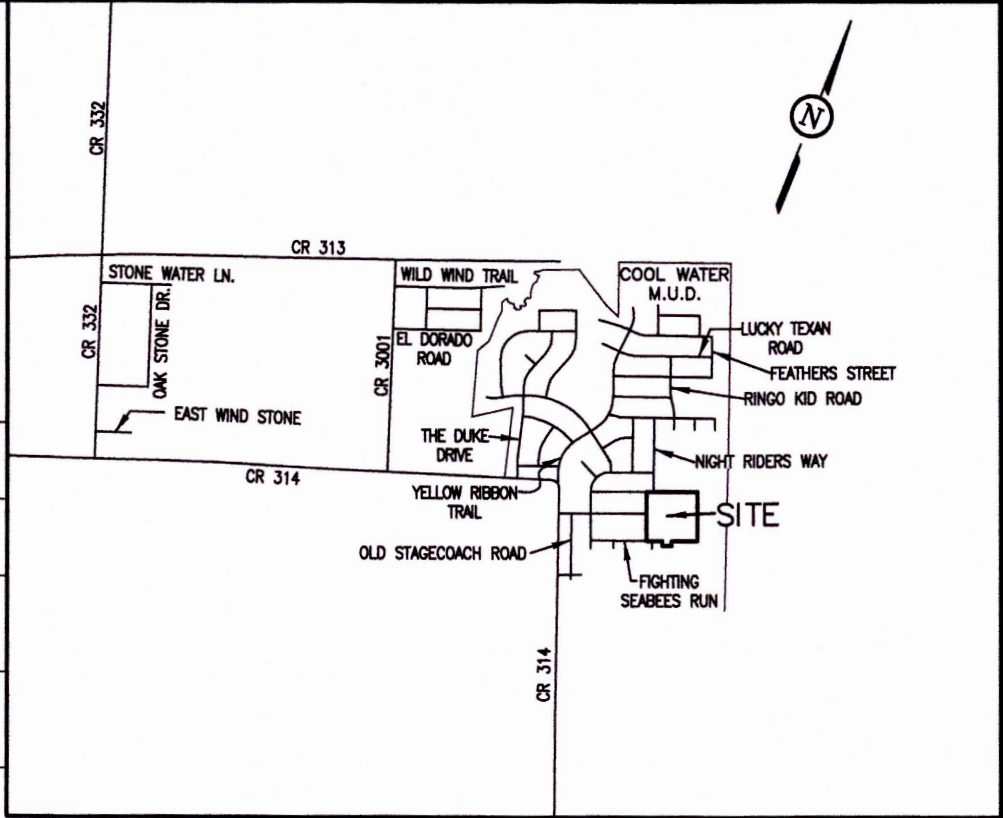 CR 332
N
CR 313
STONE WATER LN.
WILD WIND TRAIL
COOL WATER
M.U.D.
CR 332
OAK STONE DR.
CR 3001
EL DORADO
ROAD
LUCKY TEXAN
ROAD
FEATHERS STREET
RINGO KID ROAD
EAST WIND STONE
THE DUKE
DRIVE
NIGHT RIDERS WAY
CR 314
YELLOW RIBBON
TRAIL
SITE
OLD STAGECOACH ROAD
FIGHTING
SEABEES RUN
CR 314